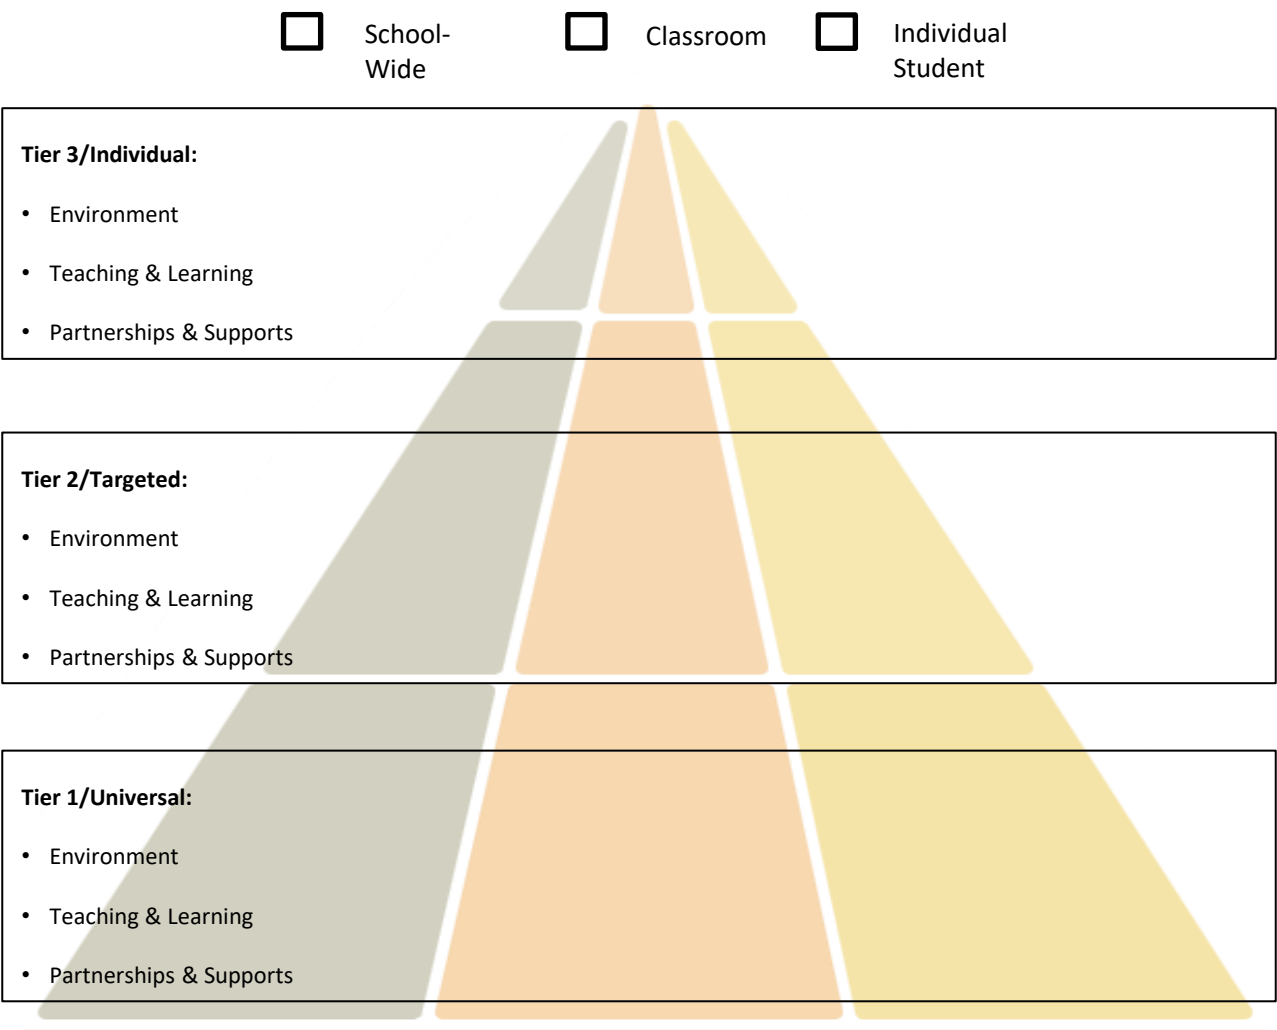 School-
Wide
Classroom
Individual
Student
Tier 3/Individual:
• Environment
• Teaching & Learning
• Partnerships & Supports
Tier 2/Targeted:
• Environment
• Teaching & Learning
• Partnerships & Supports
Tier 1/Universal:
• Environment
• Teaching & Learning
• Partnerships & Supports